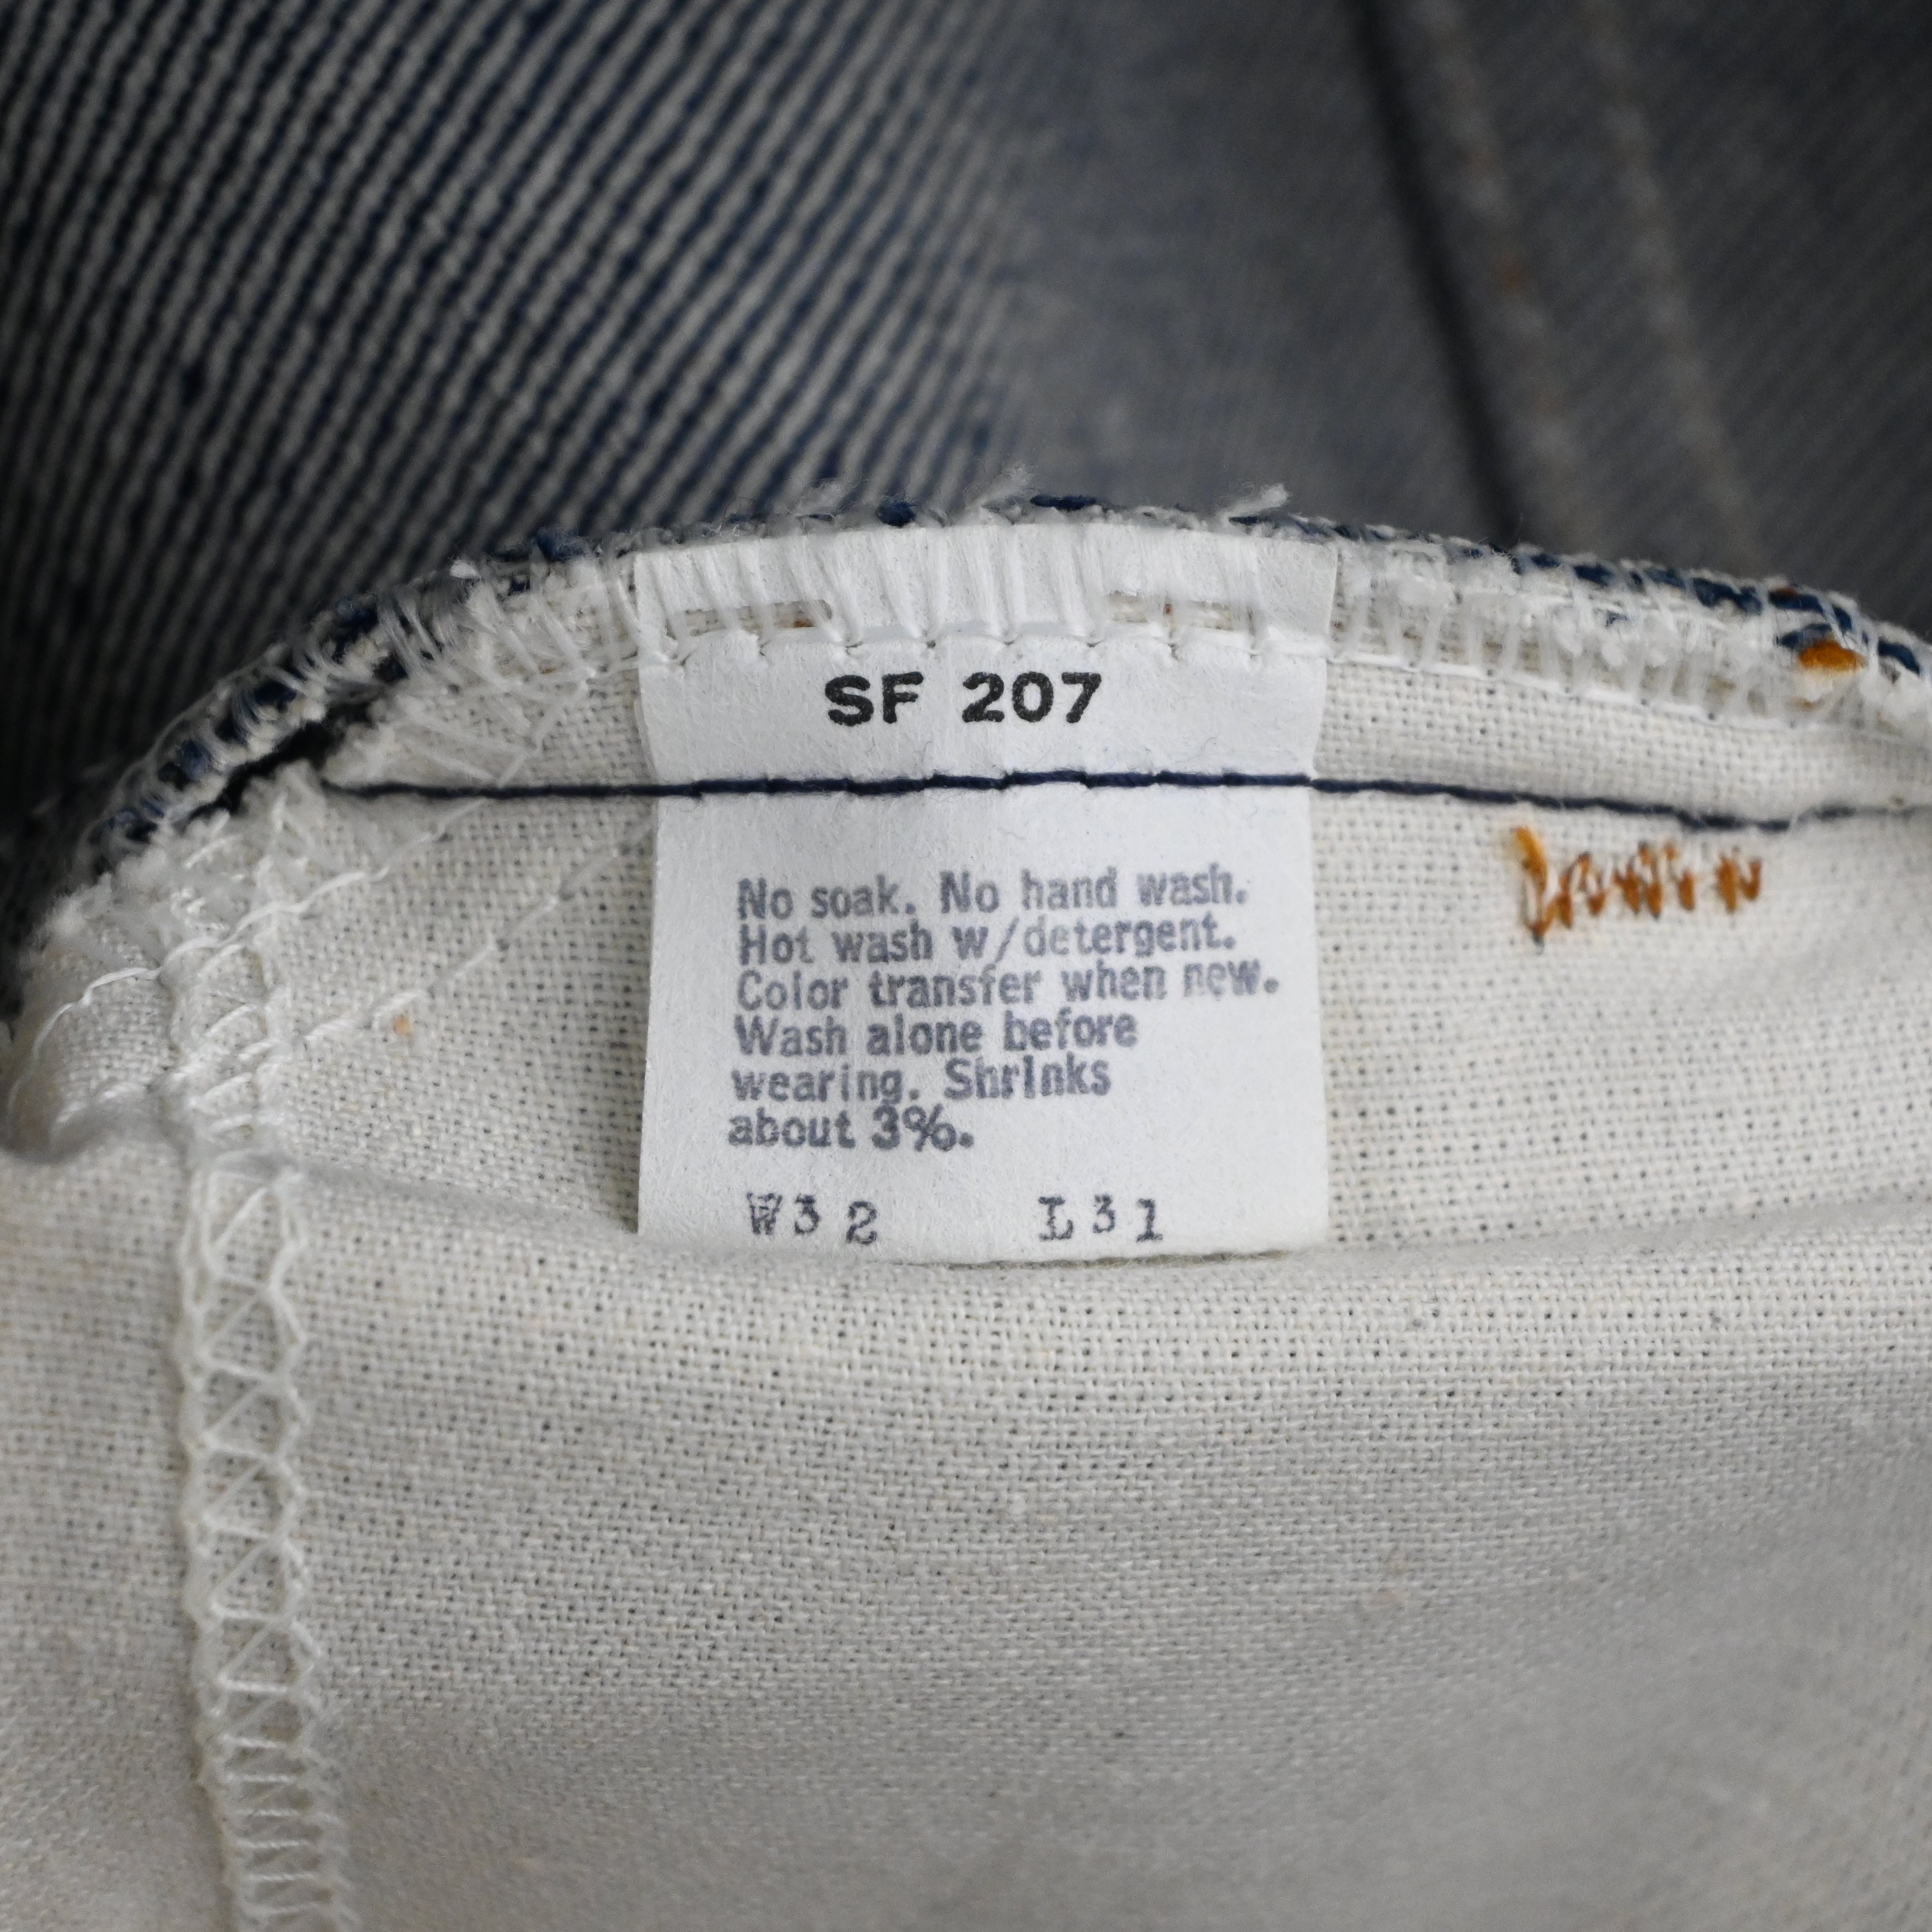 SF 207
No soak. No hand wash.
Hot wash w/detergent.
Color transfer when new.
Wash alone before
wearing. Shrinks
about 3%.
W32 L31